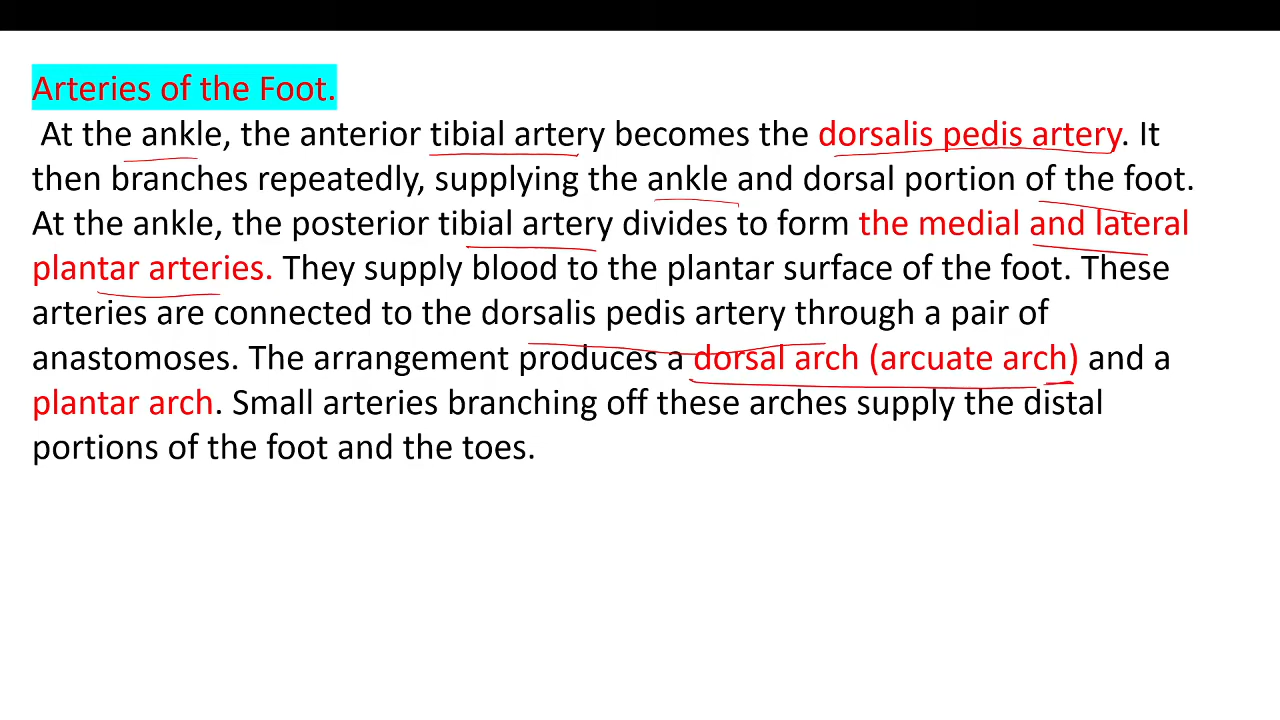 Arteries of the Foot.
At the ankle, the anterior tibial artery becomes the dorsalis pedis artery. It
then branches repeatedly, supplying the ankle and dorsal portion of the foot.
At the ankle, the posterior tibial artery divides to form the medial and lateral
plantar arteries. They supply blood to the plantar surface of the foot. These
arteries are connected to the dorsalis pedis artery through a pair of
anastomoses. The arrangement produces a dorsal arch (arcuate arch) and a
plantar arch. Small arteries branching off these arches supply the distal
portions of the foot and the toes.